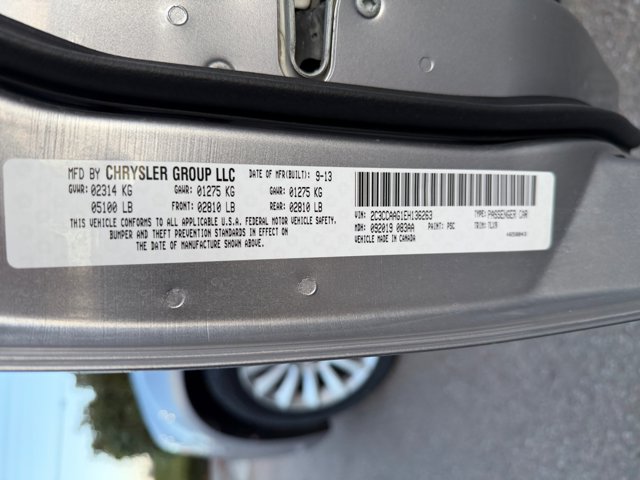 MFD BY CHRYSLER GROUP LLC DATE OF MFR(BUILT): 9-13
GVWR: 02314 KG GAWR: 01275 KG GAWR: 01275 KG
05100 LB FRONT: 02810 LB REAR: 02810 LB
THIS VEHICLE CONFORMS TO ALL APPLICABLE U.S.A. FEDERAL MOTOR VEHICLE SAFETY,
BUMPER AND THEFT PREVENTION STANDARDS IN EFFECT ON
THE DATE OF MANUFACTURE SHOWN ABOVE.
VIN: 2C3CCAAG1EH136263 TYPE: PASSENGER CAR
MDH: 092019 083AA PAINT: PSC TRIM: TLX9
VEHICLE MADE IN CANADA